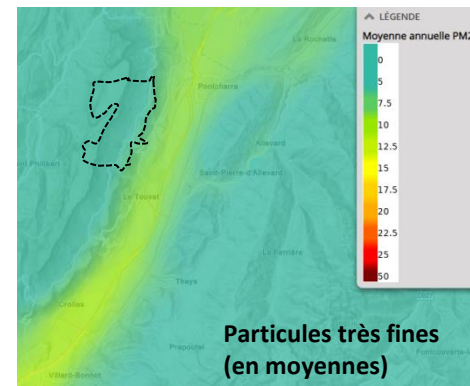 LÉGENDE
Moyenne annuelle PM2
0
5
7.5
10
12.5
15
17.5
20
22.5
25
50
La Rochette
Pontcharra
Allevard
Saint-Pierre-d'Allevard
Le Touvet
La Ferrière
Theys
Crolles
Prapoutel
Villard-Bonnot
Particules très fines
(en moyennes)